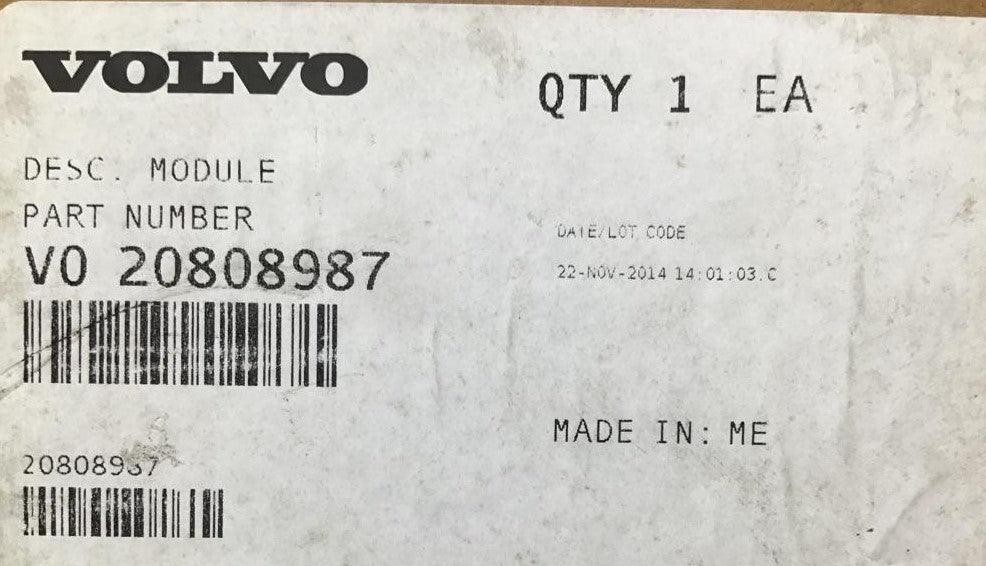 VOLVO
QTY 1 EA
DESC. MODULE
PART NUMBER
VO 20808987
DATE/LOT CODE
22-NOV-2014 14:01:03.C
MADE IN: ME
20808987